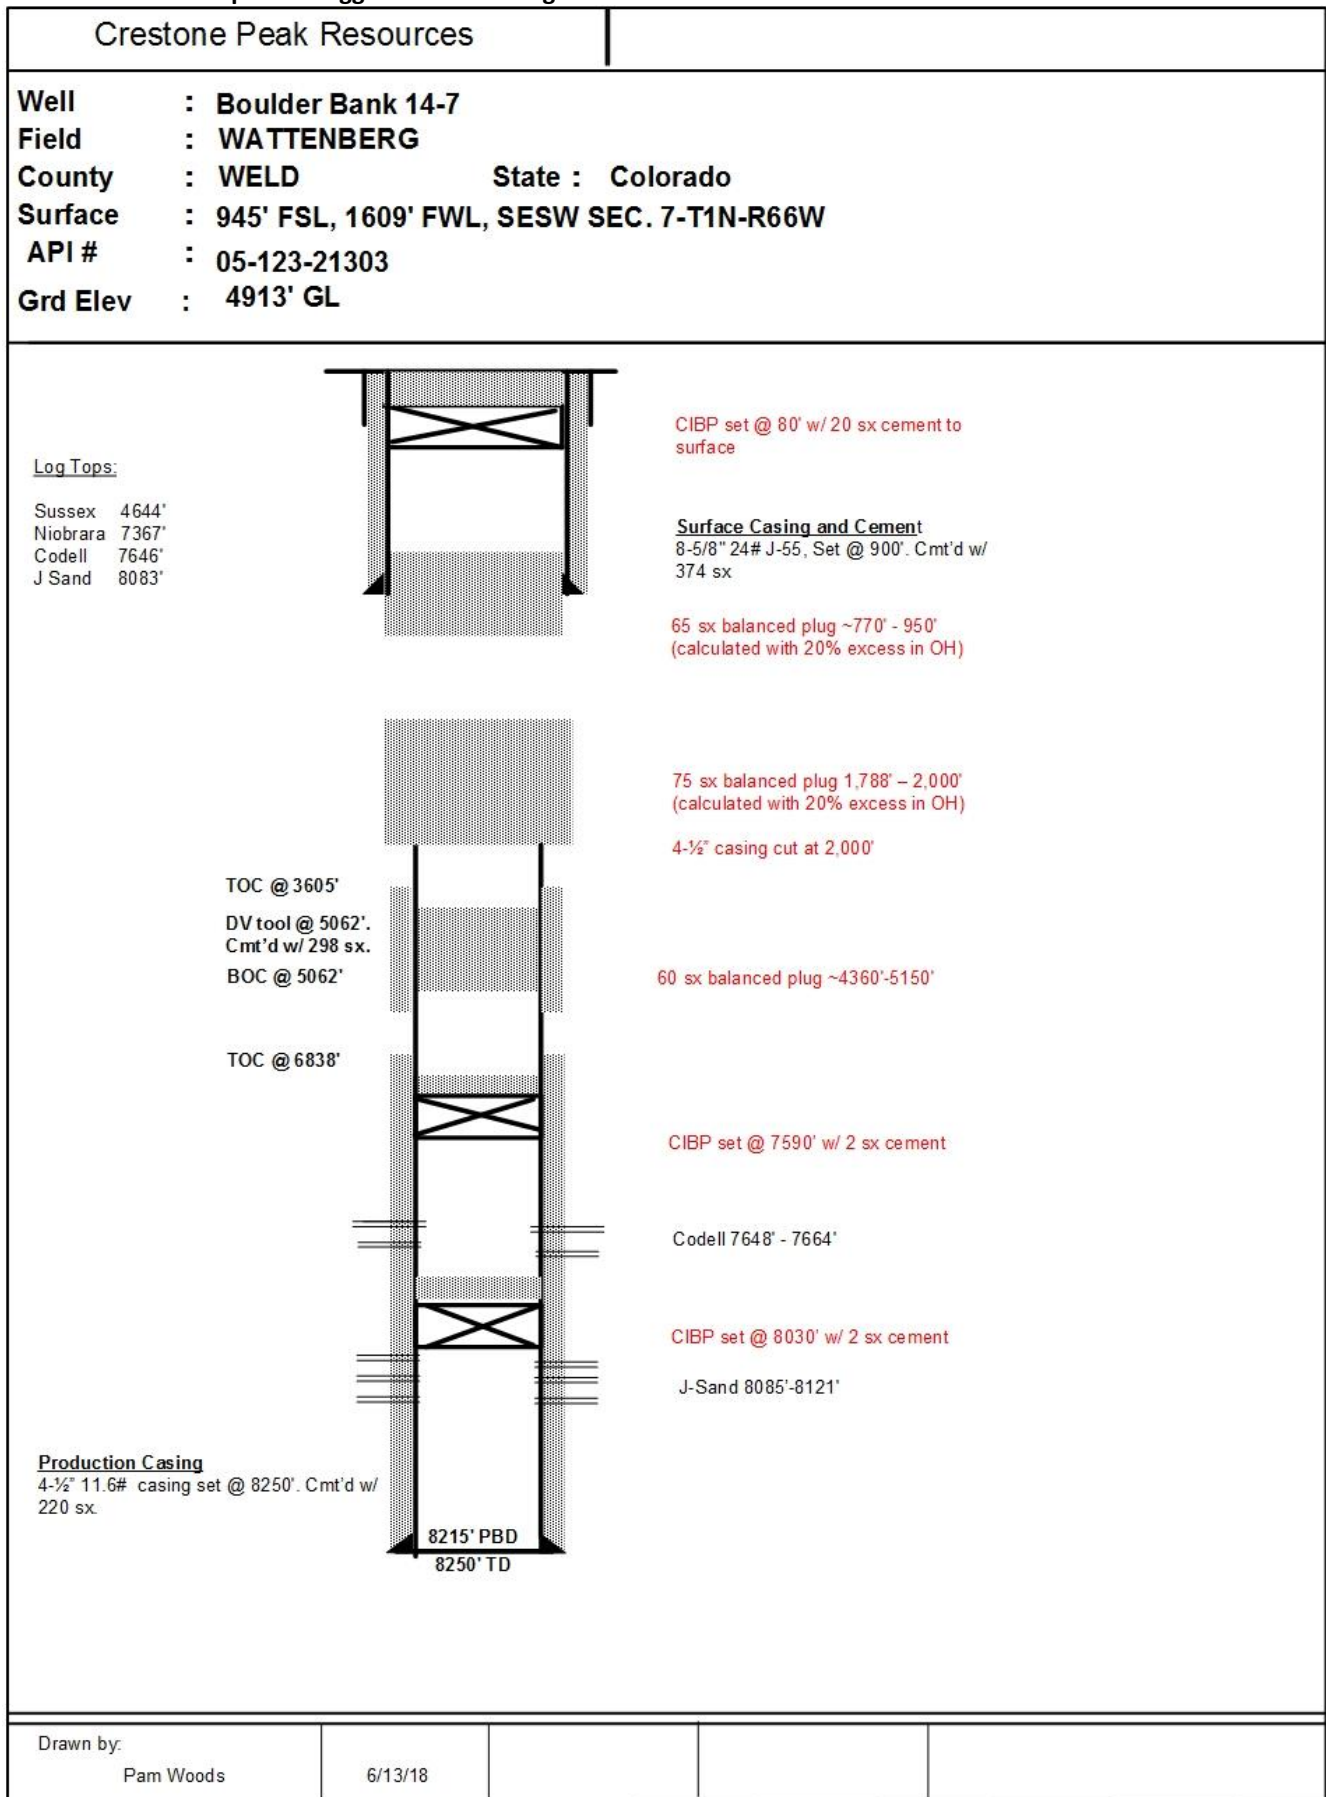 Crestone Peak Resources
Well : Boulder Bank 14-7
Field : WATTENBERG
County : WELD State : Colorado
Surface : 945' FSL, 1609' FWL, SESW SEC. 7-T1N-R66W
API # : 05-123-21303
Grd Elev : 4913' GL
CIBP set @ 80' w/ 20 sx cement to
surface
Log Tops:
Sussex 4644'
Niobrara 7367'
Codell 7646'
J Sand 8083'
Surface Casing and Cement
8-5/8" 24# J-55, Set @ 900'. Cmt'd w/
374 sx
65 sx balanced plug ~770' - 950'
(calculated with 20% excess in OH)
75 sx balanced plug 1,788' – 2,000'
(calculated with 20% excess in OH)
4-½" casing cut at 2,000'
TOC @ 3605'
DV tool @ 5062'.
Cmt'd w/ 298 sx.
BOC @ 5062'
60 sx balanced plug ~4360'-5150'
TOC @ 6838'
CIBP set @ 7590' w/ 2 sx cement
Codell 7648' - 7664'
CIBP set @ 8030' w/ 2 sx cement
J-Sand 8085'-8121'
Production Casing
4-½" 11.6# casing set @ 8250'. Cmt'd w/
220 sx.
8215' PBD
8250' TD
Drawn by:
Pam Woods 6/13/18